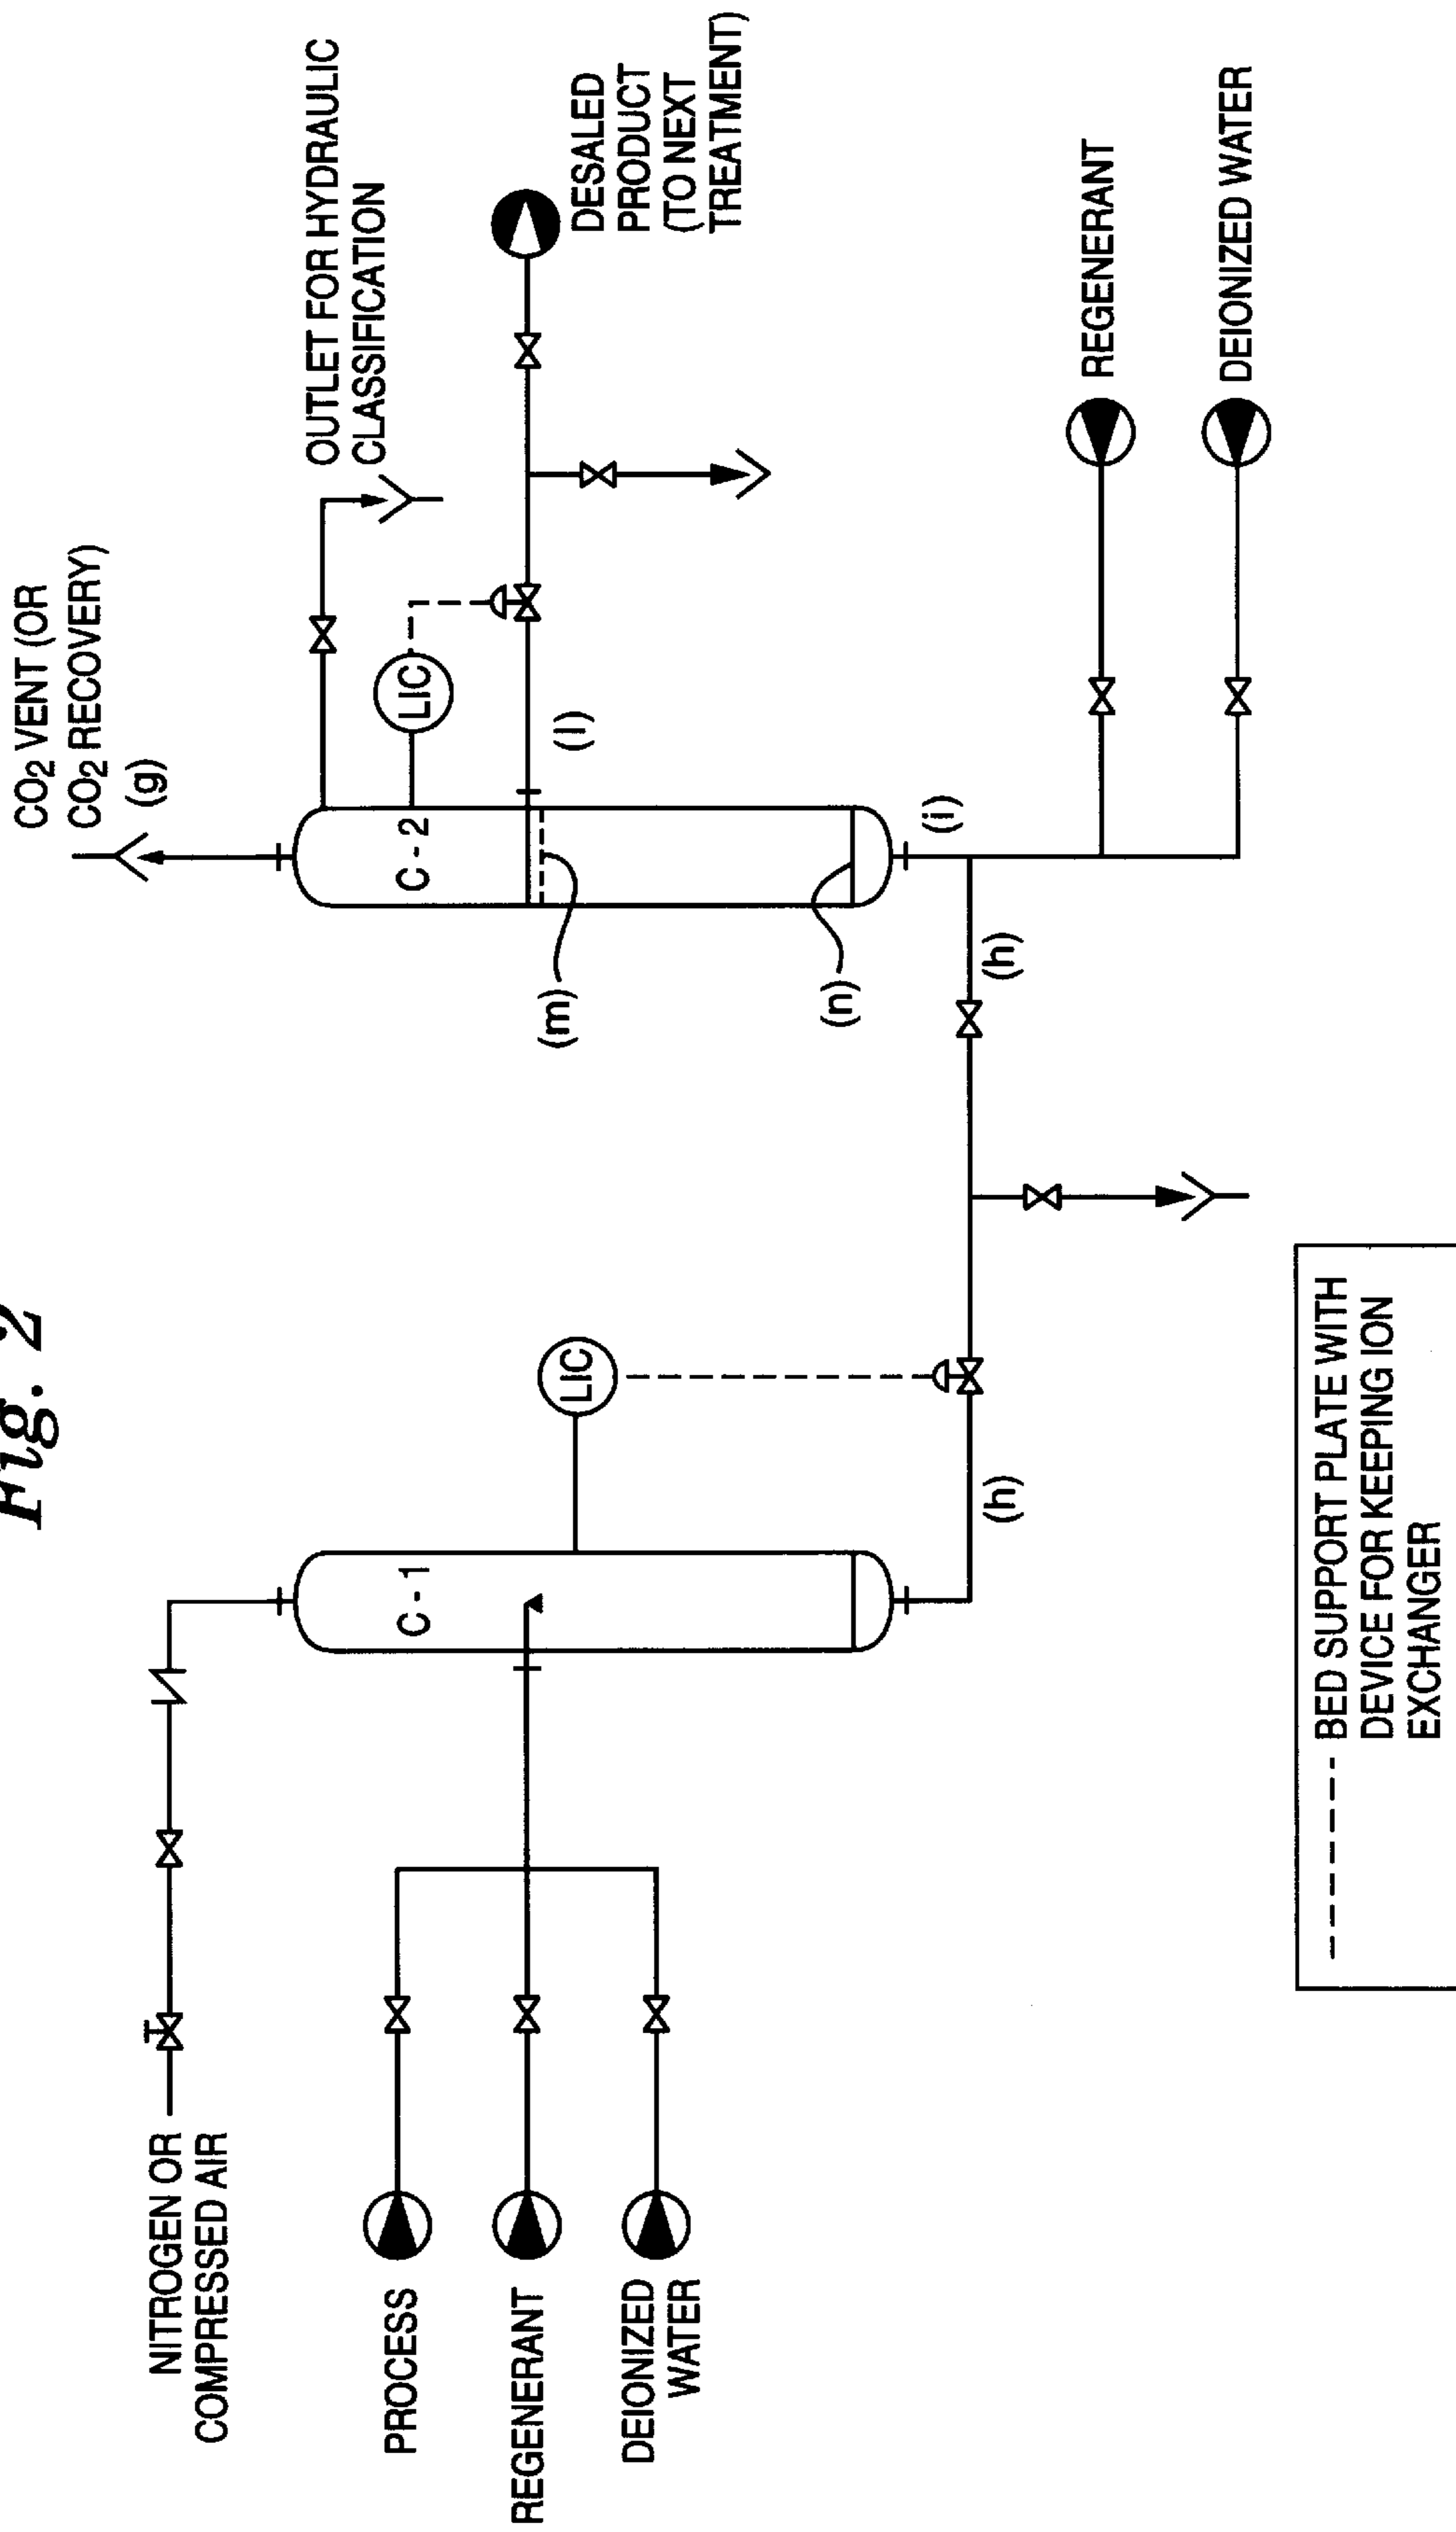 Fig. 2
NITROGEN OR
COMPRESSED AIR
PROCESS
REGENERANT
DEIONIZED
WATER
C - 1
LIC
(h)
(h)
CO2 VENT (OR
CO2 RECOVERY)
(g)
OUTLET FOR HYDRAULIC
CLASSIFICATION
C - 2
LIC
(l)
DESALED
PRODUCT
(TO NEXT
TREATMENT)
(m)
(n)
(i)
REGENERANT
DEIONIZED WATER
BED SUPPORT PLATE WITH
DEVICE FOR KEEPING ION
EXCHANGER